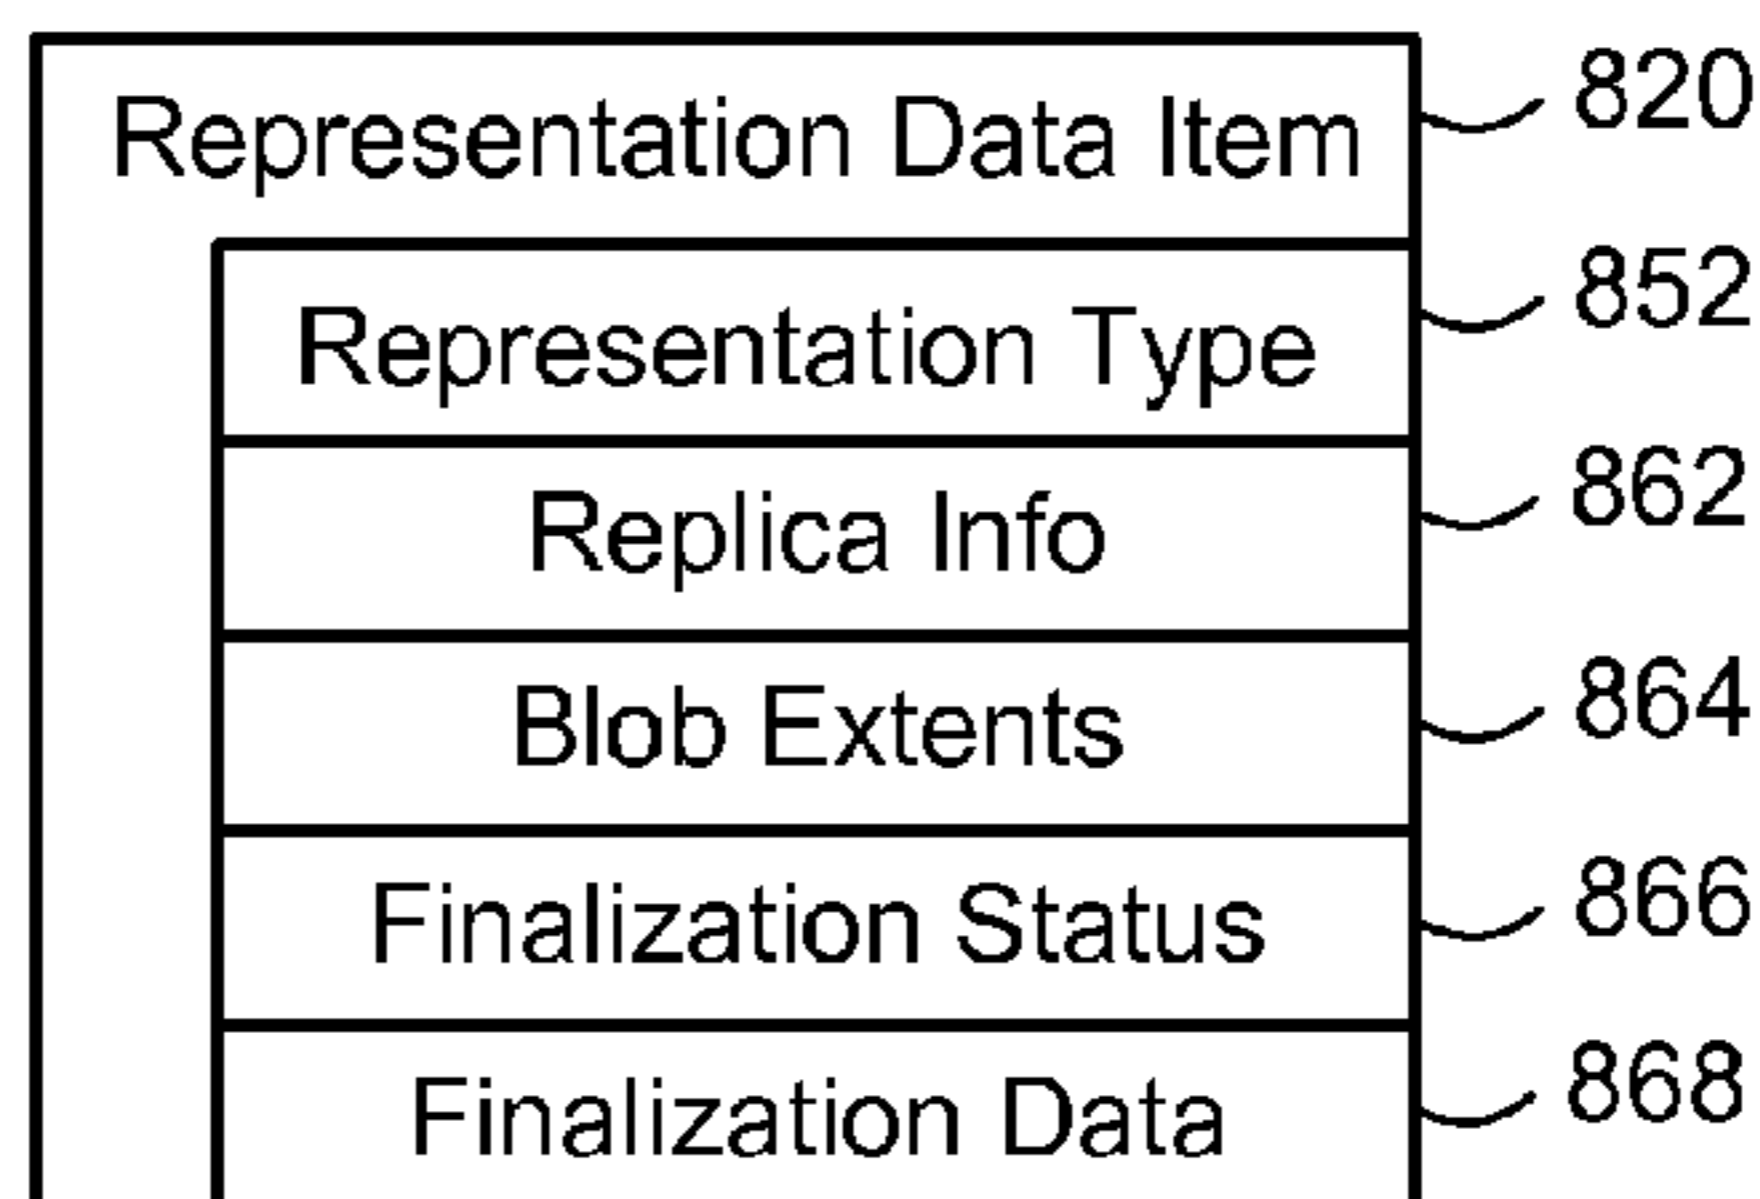 Representation Data Item 820
Representation Type 852
Replica Info 862
Blob Extents 864
Finalization Status 866
Finalization Data 868